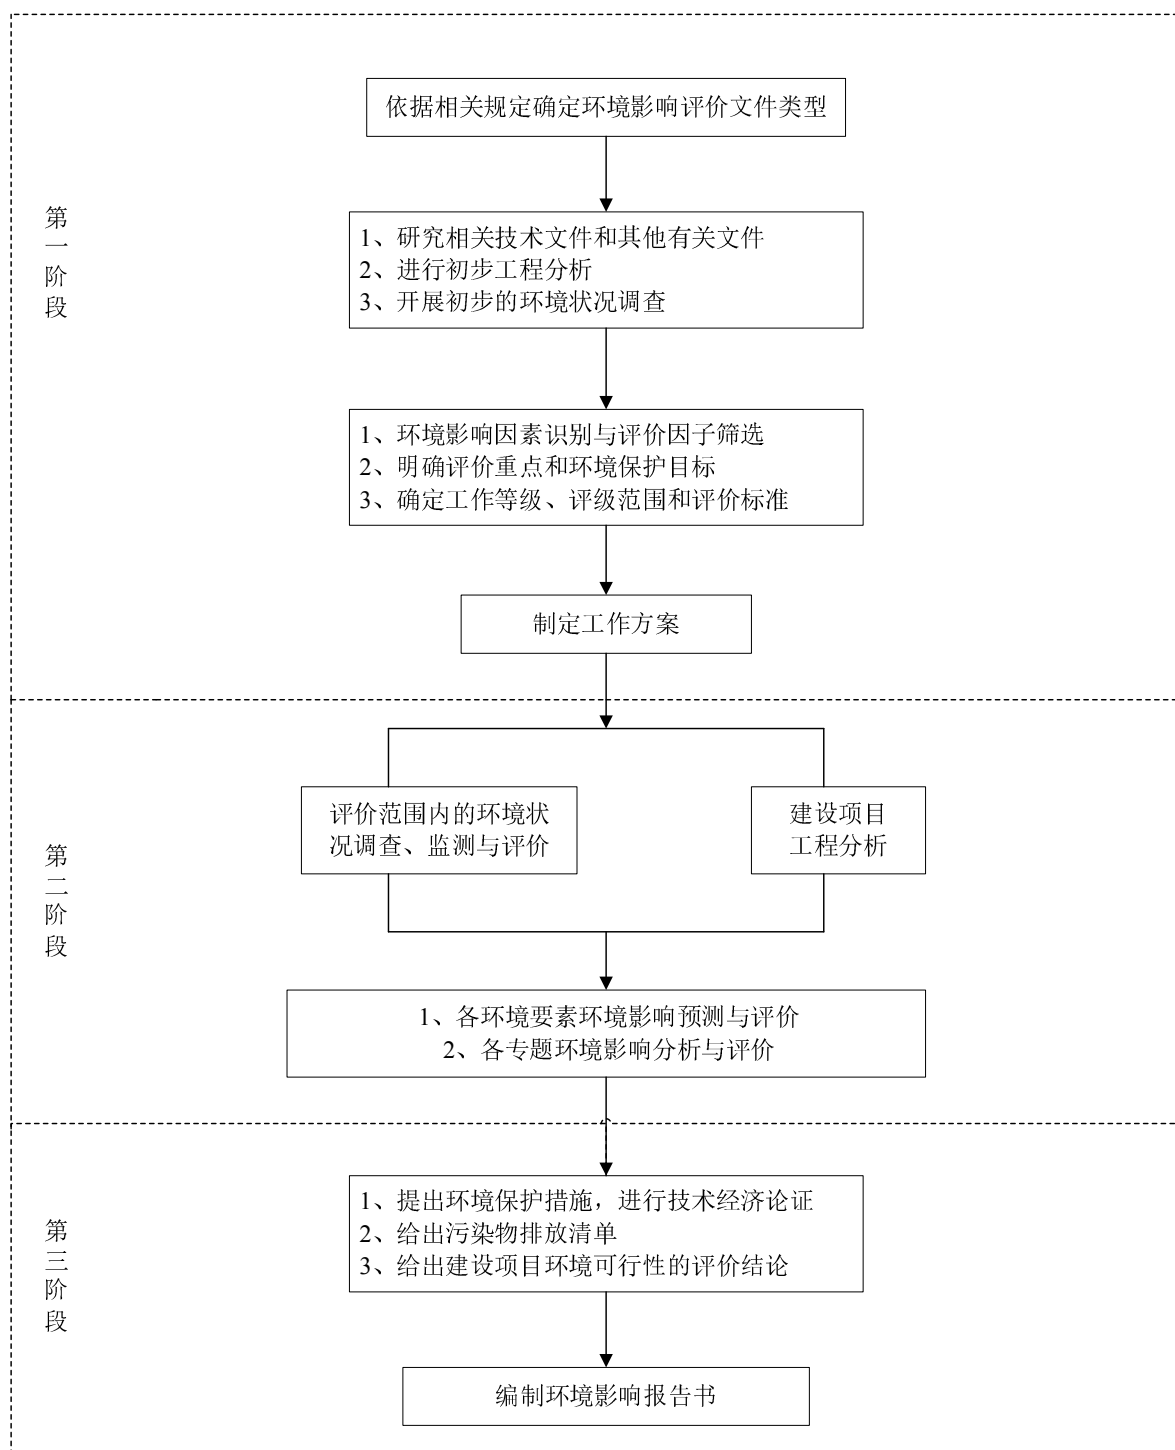 依据相关规定确定环境影响评价文件类型
第一阶段
1、研究相关技术文件和其他有关文件
2、进行初步工程分析
3、开展初步的环境状况调查
1、环境影响因素识别与评价因子筛选
2、明确评价重点和环境保护目标
3、确定工作等级、评级范围和评价标准
制定工作方案
第二阶段
评价范围内的环境状
况调查、监测与评价
建设项目
工程分析
1、各环境要素环境影响预测与评价
2、各专题环境影响分析与评价
第三阶段
1、提出环境保护措施，进行技术经济论证
2、给出污染物排放清单
3、给出建设项目环境可行性的评价结论
编制环境影响报告书